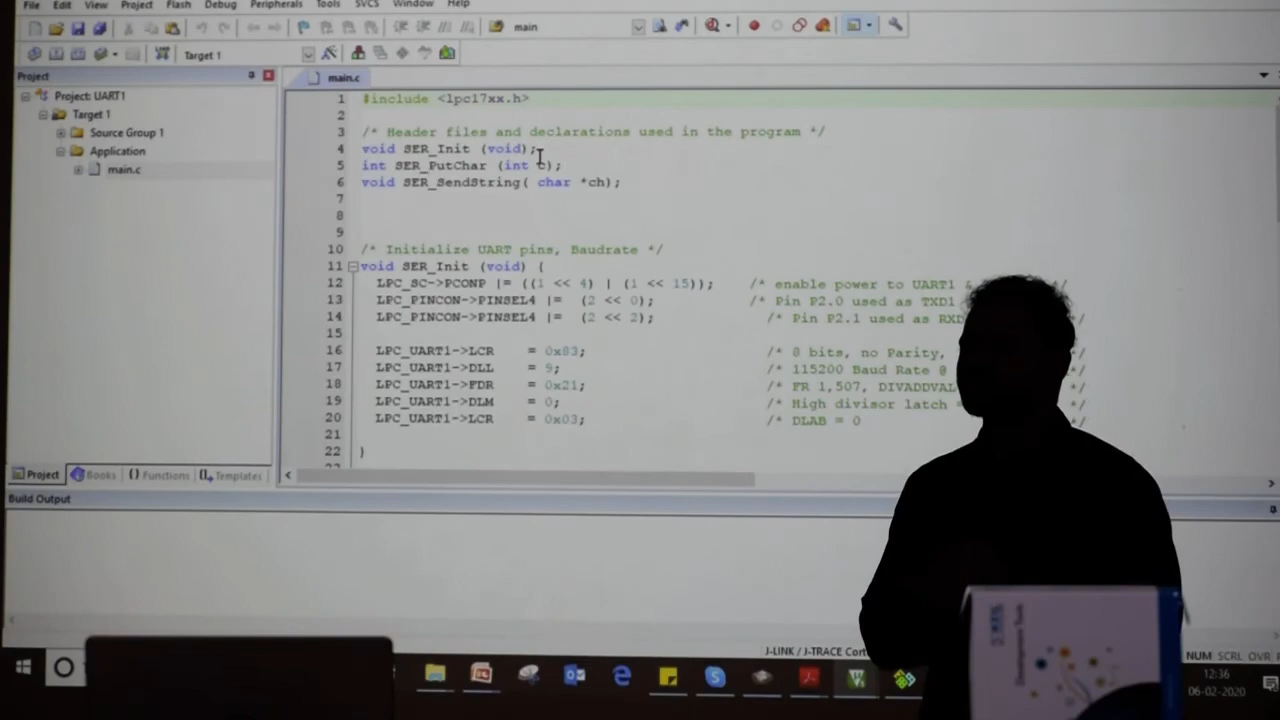 File Edit View Project Flash Debug Peripherals Tools SVCS Window Help
main
Target 1
Project
main.c
Project: UART1
Target 1
Source Group 1
Application
main.c
1 #include <lpc17xx.h>
2
3 /* Header files and declarations used in the program */
4 void SER_Init (void);
5 int SER_PutChar (int c);
6 void SER_SendString( char *ch);
7
8
9
10 /* Initialize UART pins, Baudrate */
11 void SER_Init (void) {
12 LPC_SC->PCONP |= ((1 << 4) | (1 << 15)); /* enable power to UART1 & */
13 LPC_PINCON->PINSEL4 |= (2 << 0); /* Pin P2.0 used as TXD1 */
14 LPC_PINCON->PINSEL4 |= (2 << 2); /* Pin P2.1 used as RXD */
15
16 LPC_UART1->LCR = 0x83; /* 8 bits, no Parity, */
17 LPC_UART1->DLL = 9; /* 115200 Baud Rate @ */
18 LPC_UART1->FDR = 0x21; /* FR 1,507, DIVADDVAL */
19 LPC_UART1->DLM = 0; /* High divisor latch = */
20 LPC_UART1->LCR = 0x03; /* DLAB = 0 */
21
22 }
Project Books {} Functions Templates
Build Output
J-LINK / J-TRACE Cort
NUM SCRL OVR
12:36
06-02-2020
Development Tools